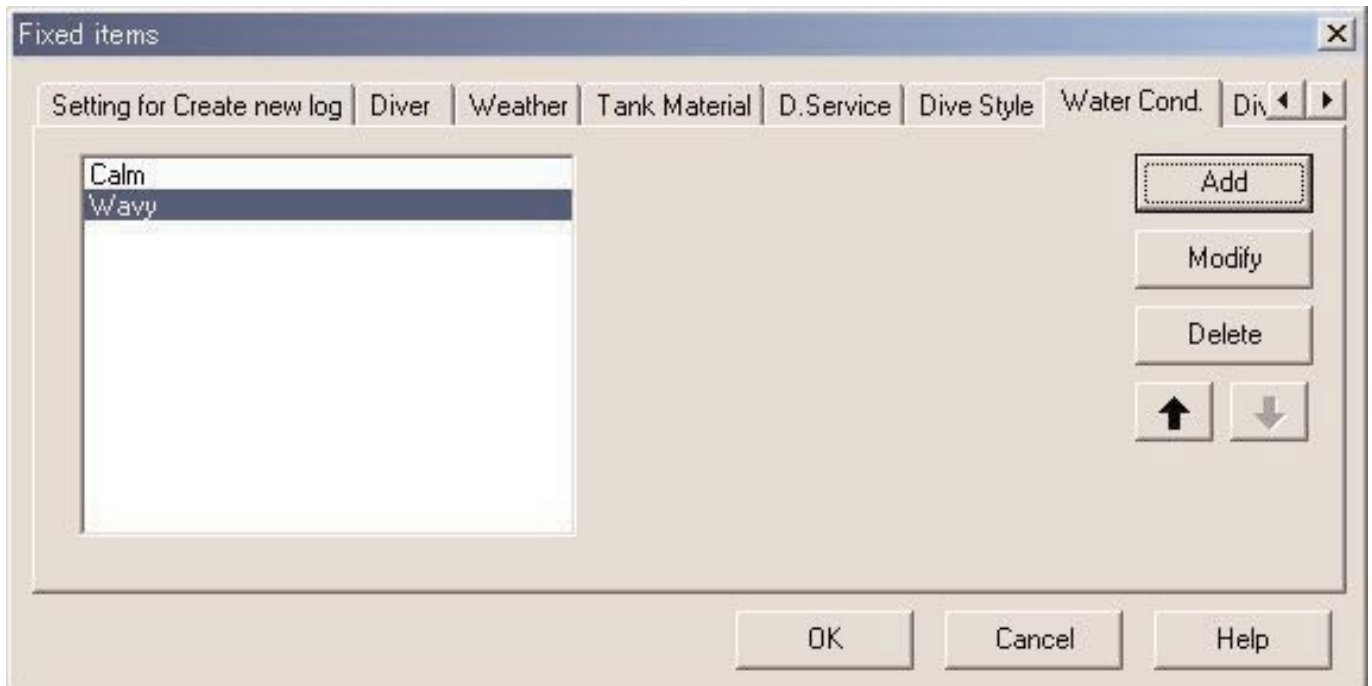 Fixed items
Setting for Create new log Diver Weather Tank Material D.Service Dive Style Water Cond. Div
Calm
Wavy
Add
Modify
Delete
OK Cancel Help